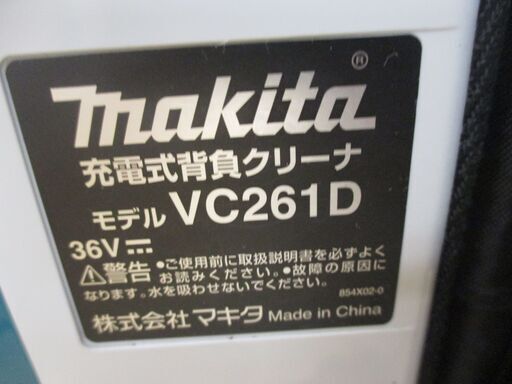 makita®
充電式背負クリーナ
モデル VC261D
36V⎓
⚠警告 ●ご使用前に取扱説明書を必ずよく
お読みください。●故障の原因に
なります。水を吸わせないでください。
854X02-0
株式会社 マキタ Made in China